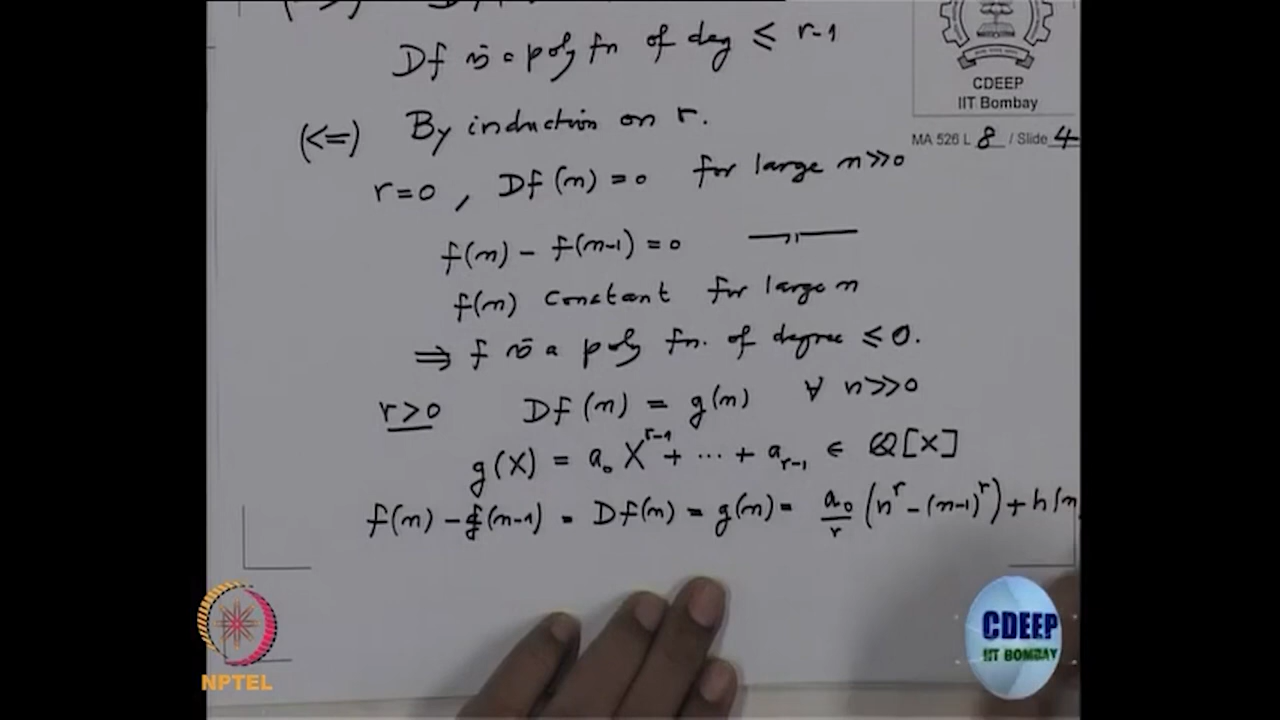 Df is a poly fn of deg ≤ r-1
CDEEP
IIT Bombay
MA 526 L 8 / Slide 4
(<=) By induction on r.
r=0, Df(n)=0 for large n>>0
f(n) - f(n-1) = 0 —"—
f(n) constant for large n
⟹ f is a poly fn. of degree ≤ 0.
r>0 Df(n) = g(n) ∀ n>>0
g(X) = a₀ X^{r-1} + ... + a_{r-1} ∈ Q[X]
f(n) - f(n-1) = Df(n) = g(n) = a₀/r (n^r - (n-1)^r) + h(n
NPTEL
CDEEP
IIT BOMBAY